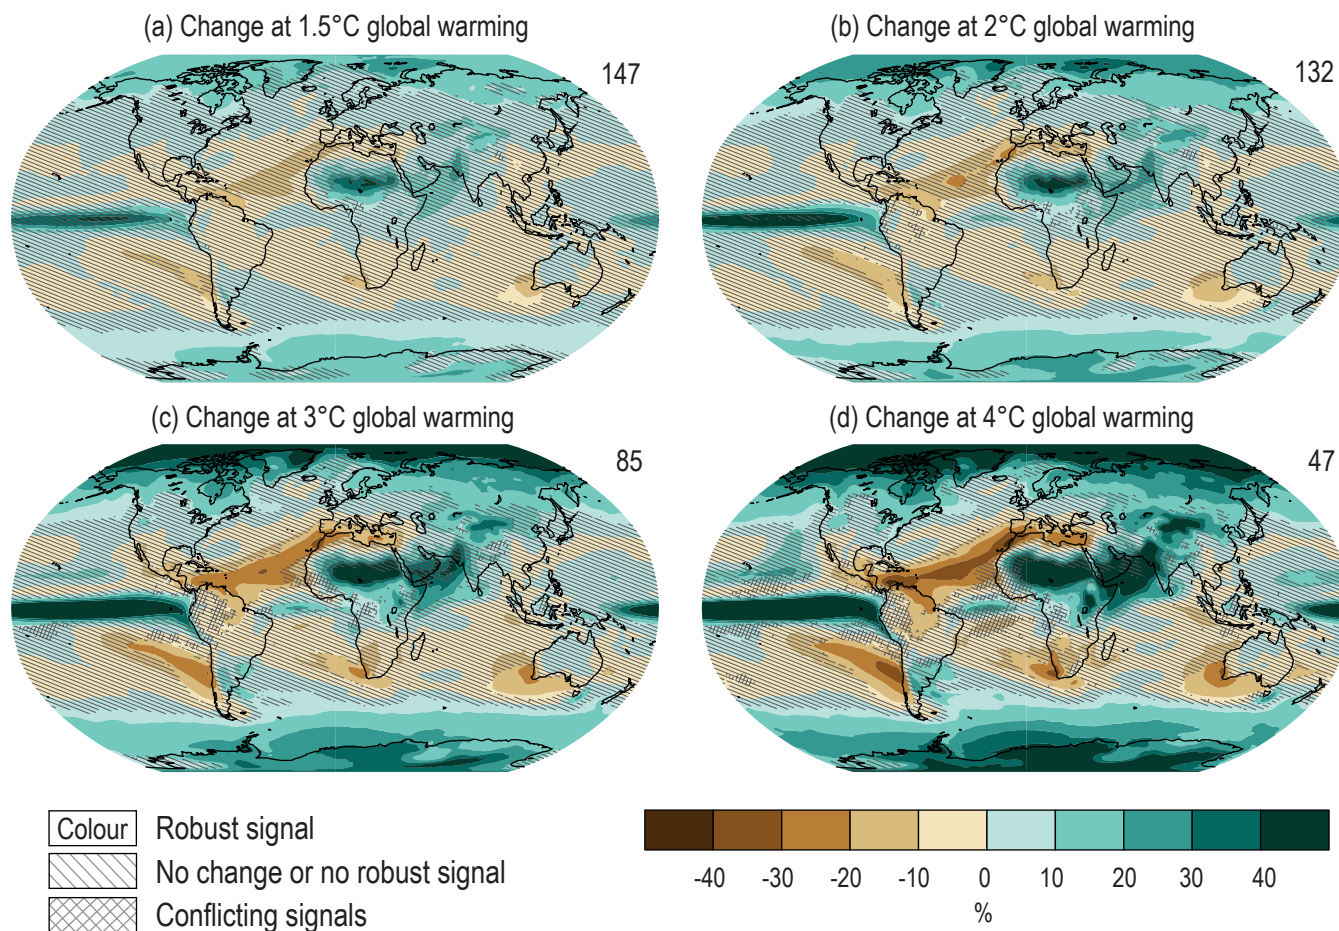 (a) Change at 1.5°C global warming
147
(b) Change at 2°C global warming
132
(c) Change at 3°C global warming
85
(d) Change at 4°C global warming
47
Colour Robust signal
No change or no robust signal
Conflicting signals
-40 -30 -20 -10 0 10 20 30 40
%